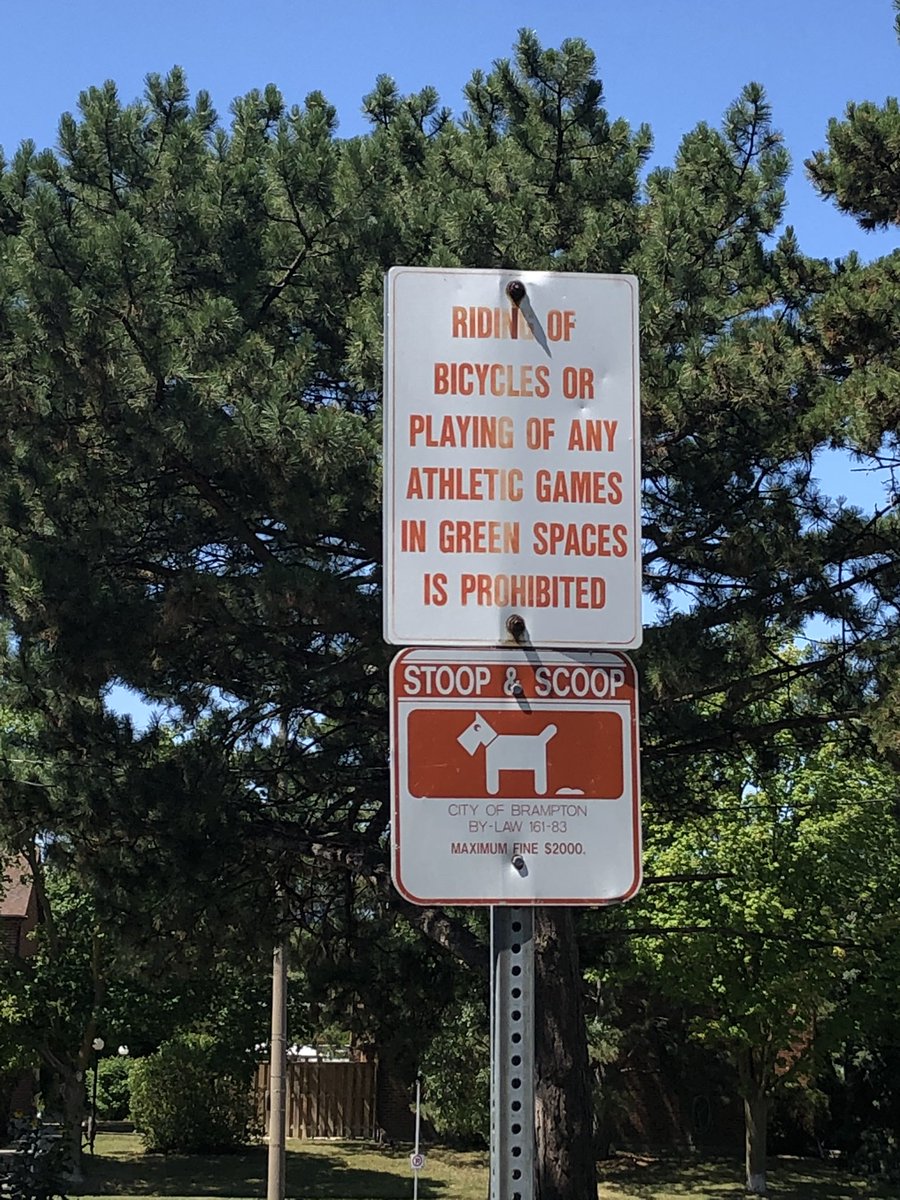 RIDING OF
BICYCLES OR
PLAYING OF ANY
ATHLETIC GAMES
IN GREEN SPACES
IS PROHIBITED
STOOP & SCOOP
CITY OF BRAMPTON
BY-LAW 161-83
MAXIMUM FINE $2000.